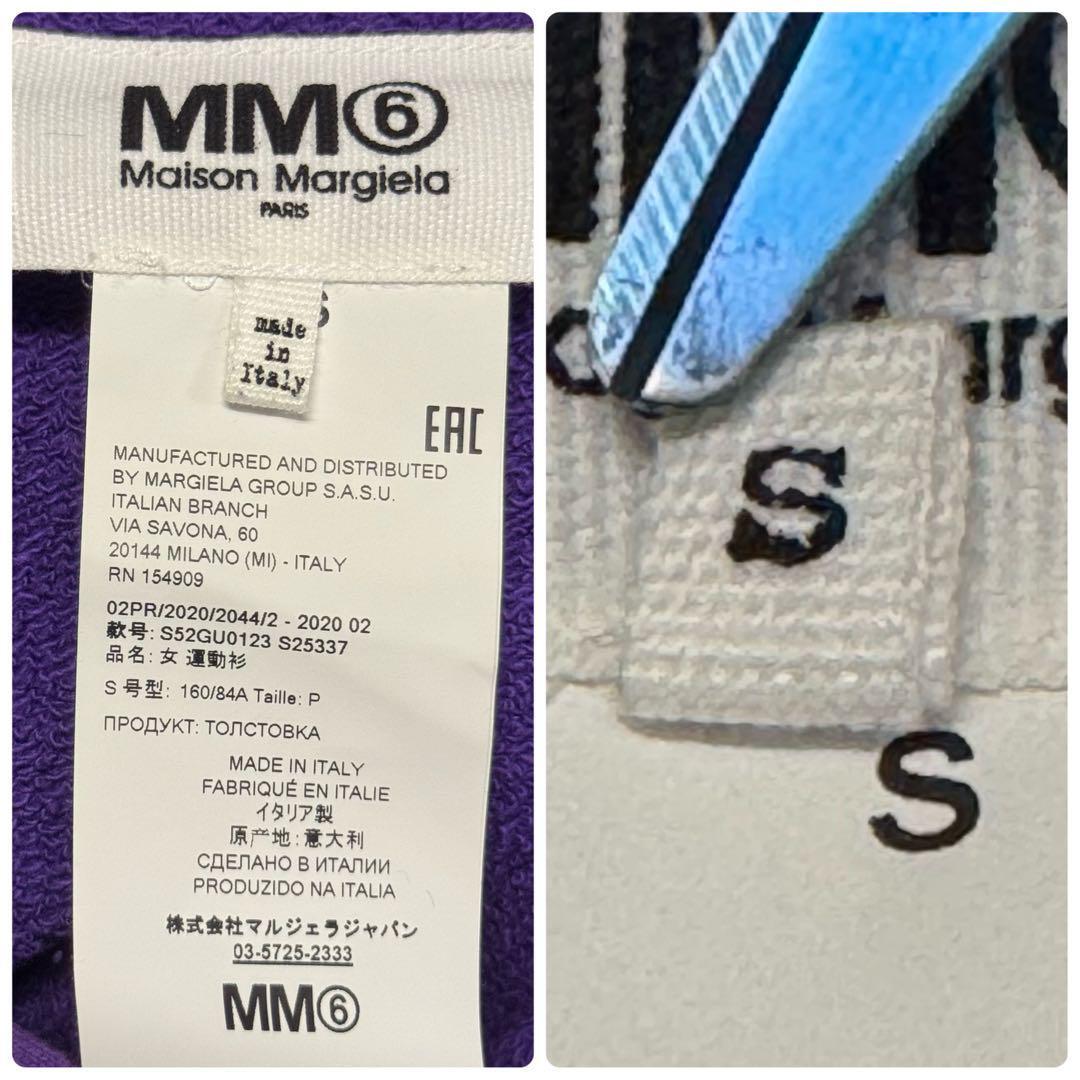 MM6
Maison Margiela
PARIS
S
made
in
Italy
EAC
MANUFACTURED AND DISTRIBUTED
BY MARGIELA GROUP S.A.S.U.
ITALIAN BRANCH
VIA SAVONA, 60
20144 MILANO (MI) - ITALY
RN 154909
02PR/2020/2044/2 - 2020 02
款号: S52GU0123 S25337
品名: 女 運動衫
S 号型: 160/84A Taille: P
ПРОДУКТ: ТОЛСТОВКА
MADE IN ITALY
FABRIQUÉ EN ITALIE
イタリア製
原产地: 意大利
СДЕЛАНО В ИТАЛИИ
PRODUZIDO NA ITALIA
株式会社マルジェラジャパン
03-5725-2333
MM6
S
S